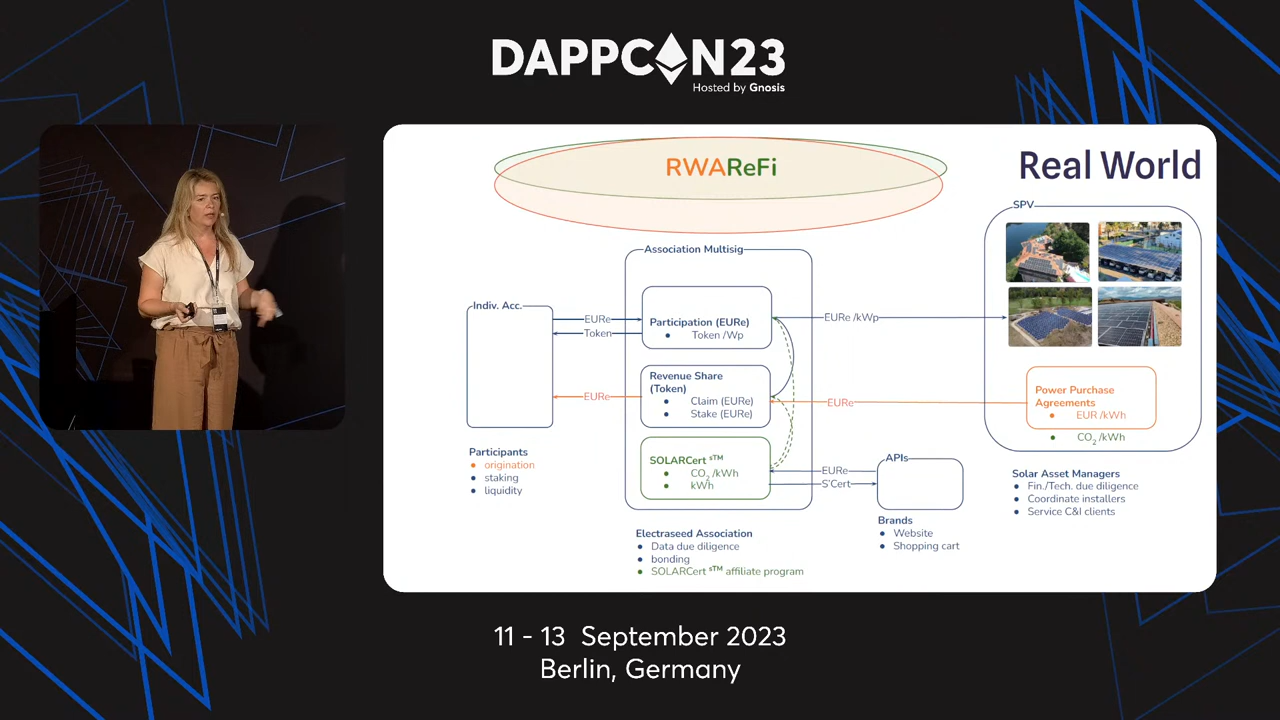 DAPPCON23
Hosted by Gnosis
RWAReFi
Real World
SPV
Association Multisig
Indiv. Acc.
EURe
Token
Participation (EURe)
● Token /Wp
EURe /kWp
Revenue Share
(Token)
● Claim (EURe)
● Stake (EURe)
EURe
EURe
Power Purchase
Agreements
● EUR /kWh
● CO2 /kWh
SOLARCert ˢᵀᴹ
● CO2 /kWh
● kWh
EURe
S'Cert
APIs
Participants
● origination
● staking
● liquidity
Solar Asset Managers
● Fin./Tech. due diligence
● Coordinate installers
● Service C&I clients
Brands
● Website
● Shopping cart
Electraseed Association
● Data due diligence
● bonding
● SOLARCert ˢᵀᴹ affiliate program
11 - 13 September 2023
Berlin, Germany